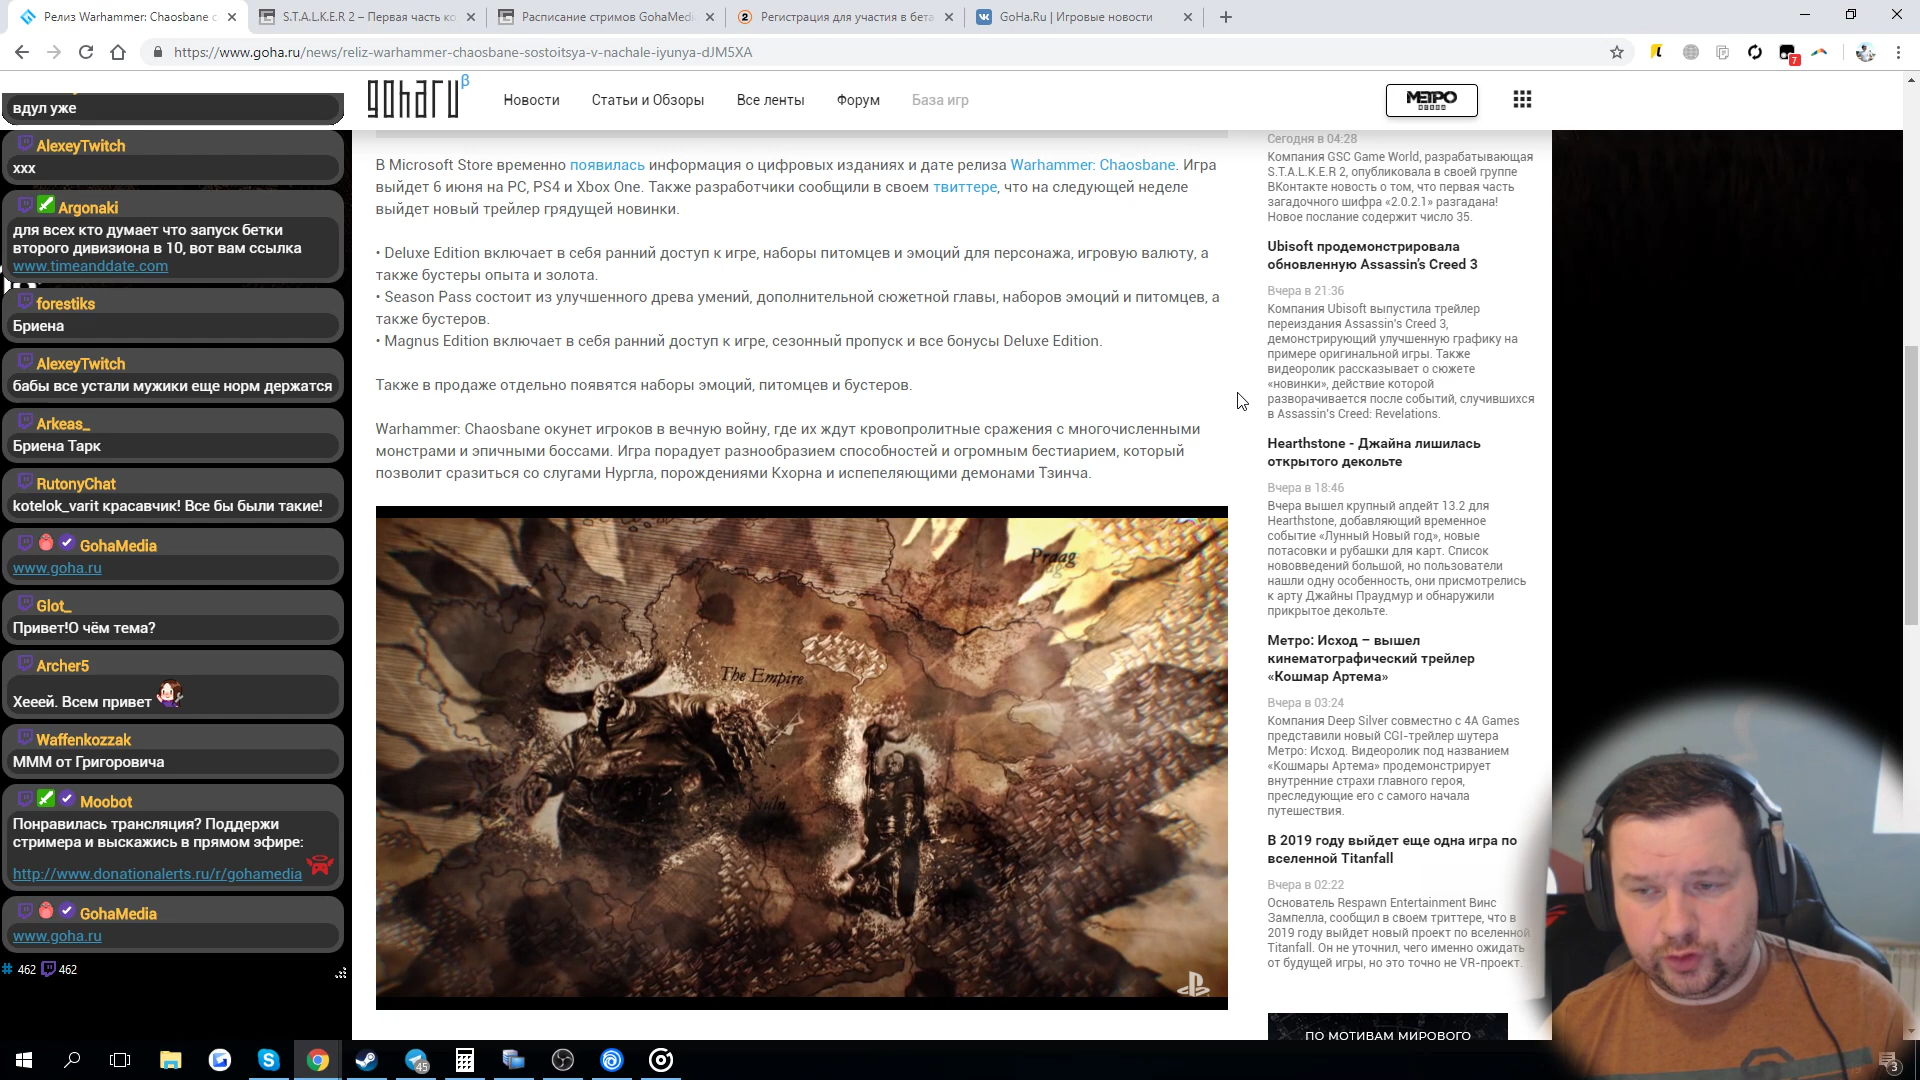 Релиз Warhammer: Chaosbane с
S.T.A.L.K.E.R 2 – Первая часть ко
Расписание стримов GohaMedi
Регистрация для участия в бета
GoHa.Ru | Игровые новости
https://www.goha.ru/news/reliz-warhammer-chaosbane-sostoitsya-v-nachale-iyunya-dJM5XA
7
goharu β
Новости
Статьи и Обзоры
Все ленты
Форум
База игр
МЕТРО
вдул уже
AlexeyTwitch
xxx
Argonaki
для всех кто думает что запуск бетки
второго дивизиона в 10, вот вам ссылка
www.timeanddate.com
forestiks
Бриена
AlexeyTwitch
бабы все устали мужики еще норм держатся
Arkeas_
Бриена Тарк
RutonyChat
kotelok_varit красавчик! Все бы были такие!
GohaMedia
www.goha.ru
Glot_
Привет!О чём тема?
Archer5
Хееей. Всем привет
Waffenkozzak
МММ от Григоровича
Moobot
Понравилась трансляция? Поддержи
стримера и выскажись в прямом эфире:
http://www.donationalerts.ru/r/gohamedia
GohaMedia
www.goha.ru
462 462
В Microsoft Store временно появилась информация о цифровых изданиях и дате релиза Warhammer: Chaosbane. Игра
выйдет 6 июня на PC, PS4 и Xbox One. Также разработчики сообщили в своем твиттере, что на следующей неделе
выйдет новый трейлер грядущей новинки.
• Deluxe Edition включает в себя ранний доступ к игре, наборы питомцев и эмоций для персонажа, игровую валюту, а
также бустеры опыта и золота.
• Season Pass состоит из улучшенного древа умений, дополнительной сюжетной главы, наборов эмоций и питомцев, а
также бустеров.
• Magnus Edition включает в себя ранний доступ к игре, сезонный пропуск и все бонусы Deluxe Edition.
Также в продаже отдельно появятся наборы эмоций, питомцев и бустеров.
Warhammer: Chaosbane окунет игроков в вечную войну, где их ждут кровопролитные сражения с многочисленными
монстрами и эпичными боссами. Игра порадует разнообразием способностей и огромным бестиарием, который
позволит сразиться со слугами Нургла, порождениями Кхорна и испепеляющими демонами Тзинча.
Praag
The Empire
Сегодня в 04:28
Компания GSC Game World, разрабатывающая
S.T.A.L.K.E.R 2, опубликовала в своей группе
ВКонтакте новость о том, что первая часть
загадочного шифра «2.0.2.1» разгадана!
Новое послание содержит число 35.
Ubisoft продемонстрировала
обновленную Assassin's Creed 3
Вчера в 21:36
Компания Ubisoft выпустила трейлер
переиздания Assassin's Creed 3,
демонстрирующий улучшенную графику на
примере оригинальной игры. Также
видеоролик рассказывает о сюжете
«новинки», действие которой
разворачивается после событий, случившихся
в Assassin's Creed: Revelations.
Hearthstone - Джайна лишилась
открытого декольте
Вчера в 18:46
Вчера вышел крупный апдейт 13.2 для
Hearthstone, добавляющий временное
событие «Лунный Новый год», новые
потасовки и рубашки для карт. Список
нововведений большой, но пользователи
нашли одну особенность, они присмотрелись
к арту Джайны Праудмур и обнаружили
прикрытое декольте.
Метро: Исход – вышел
кинематографический трейлер
«Кошмар Артема»
Вчера в 03:24
Компания Deep Silver совместно с 4A Games
представили новый CGI-трейлер шутера
Метро: Исход. Видеоролик под названием
«Кошмары Артема» продемонстрирует
внутренние страхи главного героя,
преследующие его с самого начала
путешествия.
В 2019 году выйдет еще одна игра по
вселенной Titanfall
Вчера в 02:22
Основатель Respawn Entertainment Винс
Зампелла, сообщил в своем триттере, что в
2019 году выйдет новый проект по вселенной
Titanfall. Он не уточнил, чего именно ожидать
от будущей игры, но это точно не VR-проект.
ПО МОТИВАМ МИРОВОГО
45
3